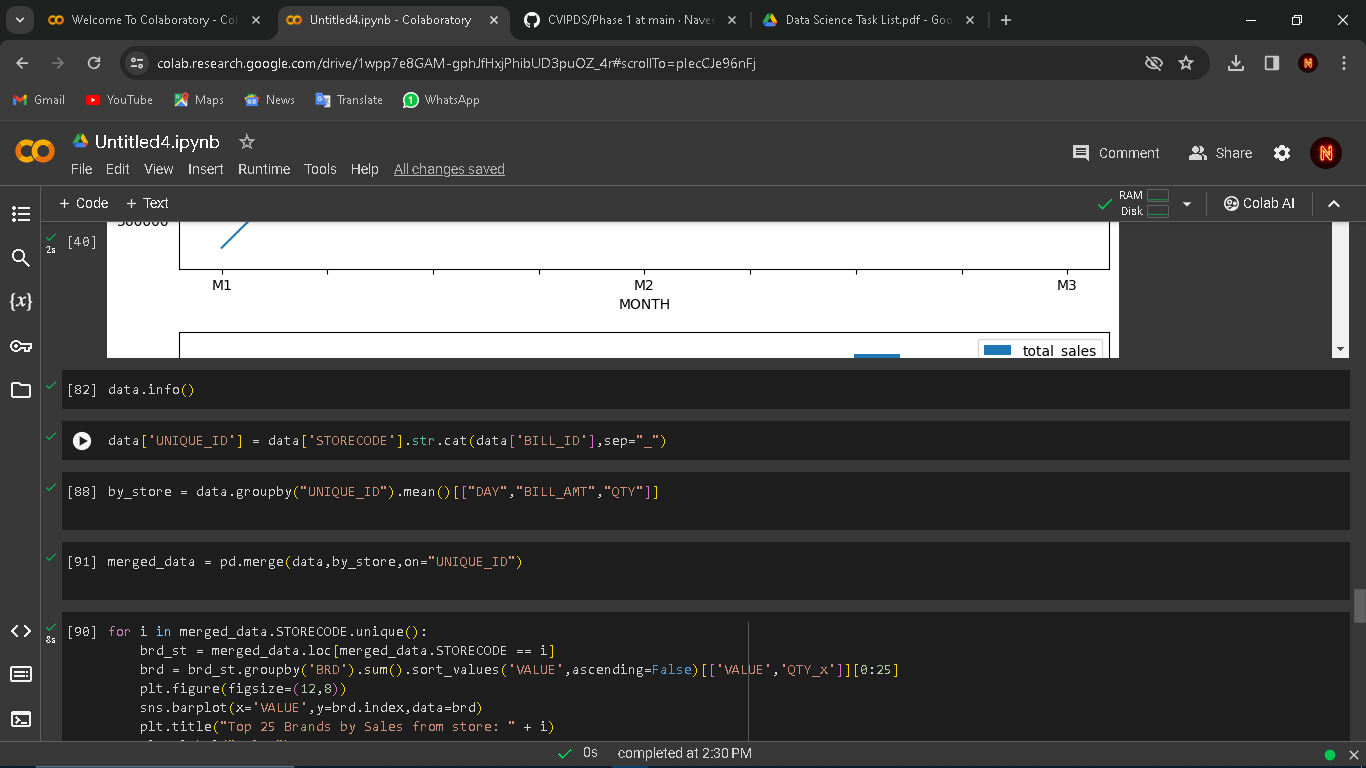 Welcome To Colaboratory - Col
Untitled4.ipynb - Colaboratory
CVIPDS/Phase 1 at main · Navee
Data Science Task List.pdf - Goo
colab.research.google.com/drive/1wpp7e8GAM-gphJfHxjPhibUD3puOZ_4r#scrollTo=pIecCJe96nFj
Gmail YouTube Maps News Translate WhatsApp
Untitled4.ipynb
File Edit View Insert Runtime Tools Help All changes saved
Comment Share
+ Code + Text
RAM
Disk
Colab AI
[40]
2s
500000
M1 M2 M3
MONTH
total_sales
[82] data.info()
data['UNIQUE_ID'] = data['STORECODE'].str.cat(data['BILL_ID'],sep="_")
[88] by_store = data.groupby("UNIQUE_ID").mean()[["DAY","BILL_AMT","QTY"]]
[91] merged_data = pd.merge(data,by_store,on="UNIQUE_ID")
[90] for i in merged_data.STORECODE.unique():
8s
brd_st = merged_data.loc[merged_data.STORECODE == i]
brd = brd_st.groupby('BRD').sum().sort_values('VALUE',ascending=False)[['VALUE','QTY_x']][0:25]
plt.figure(figsize=(12,8))
sns.barplot(x='VALUE',y=brd.index,data=brd)
plt.title("Top 25 Brands by Sales from store: " + i)
0s completed at 2:30 PM